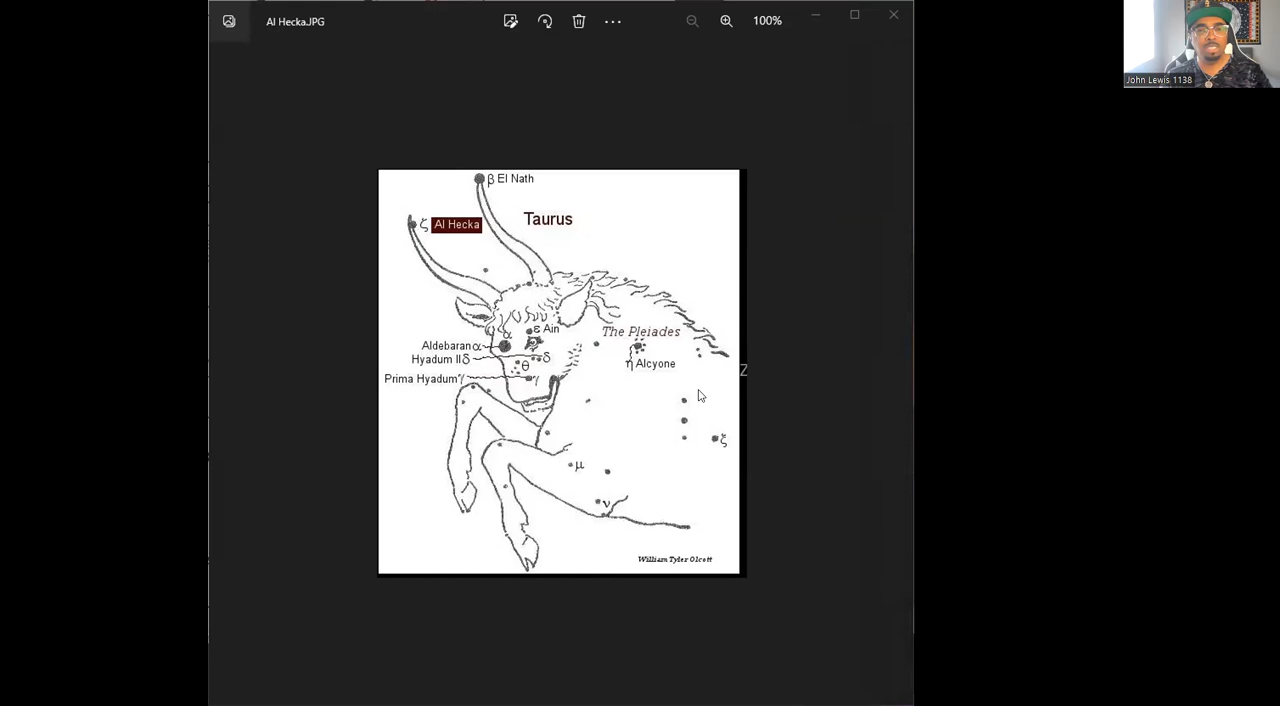 Al Hecka.JPG
100%
John Lewis 1138
β El Nath
ζ Al Hecka
Taurus
α
ε Ain
The Pleiades
Aldebaran α
Hyadum II δ
δ
η Alcyone
θ
Prima Hyadum γ
γ
Z
ξ
μ
ν
William Tyler Olcott